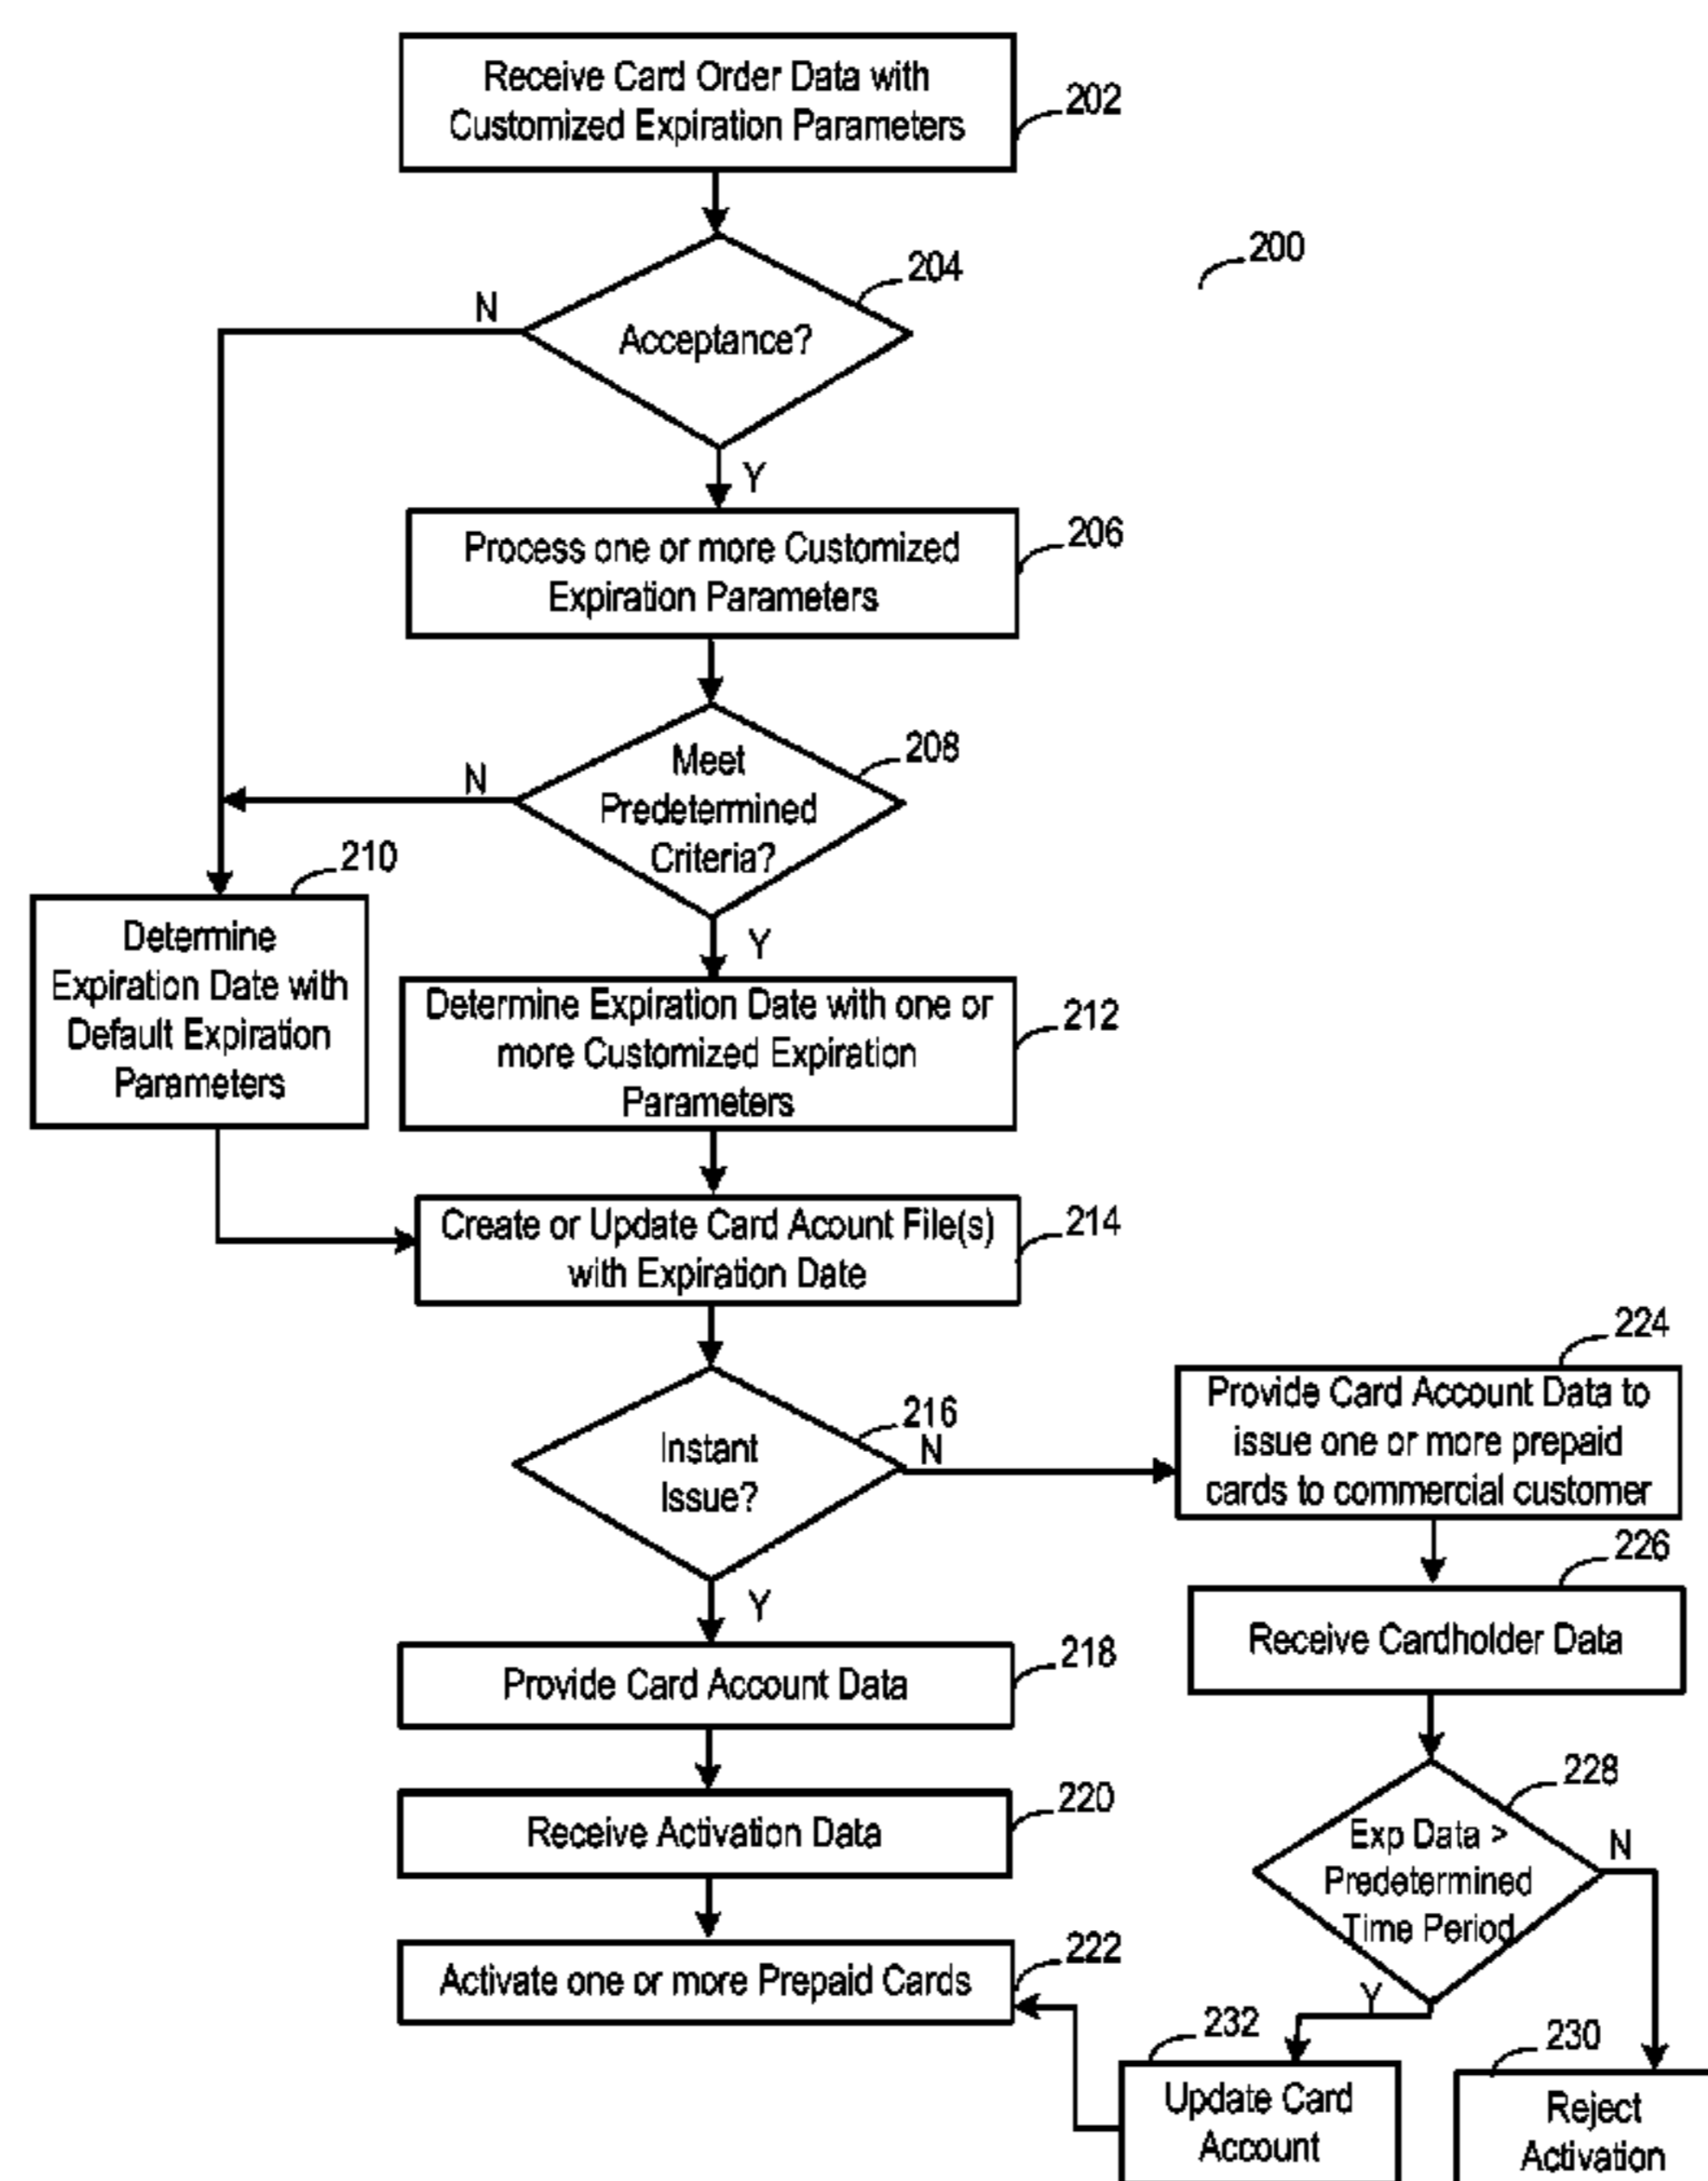 Receive Card Order Data with
Customized Expiration Parameters
202
200
204
N
Acceptance?
Y
Process one or more Customized
Expiration Parameters
206
208
N
Meet
Predetermined
Criteria?
Y
210
Determine
Expiration Date with
Default Expiration
Parameters
Determine Expiration Date with one or
more Customized Expiration
Parameters
212
Create or Update Card Acount File(s)
with Expiration Date
214
216
N
Instant
Issue?
Y
224
Provide Card Account Data to
issue one or more prepaid
cards to commercial customer
226
Receive Cardholder Data
Provide Card Account Data
218
Receive Activation Data
220
228
Exp Data >
Predetermined
Time Period
N
Y
Activate one or more Prepaid Cards
222
232
Update Card
Account
230
Reject
Activation